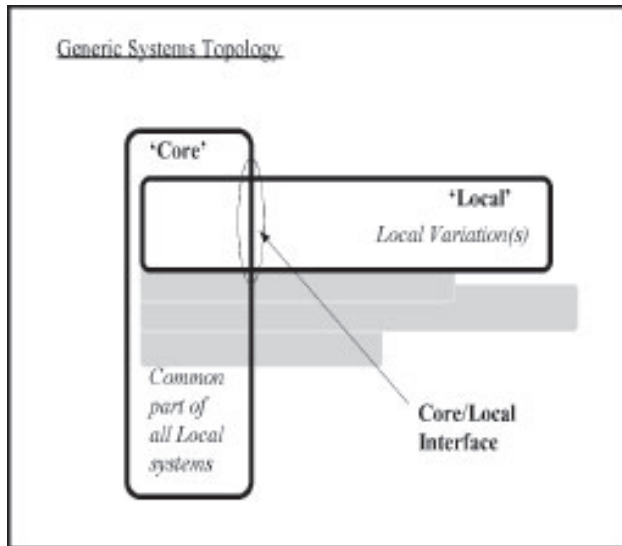 Generic Systems Topology
‘Core’
‘Local’
Local Variation(s)
Common
part of
all Local
systems
Core/Local
Interface